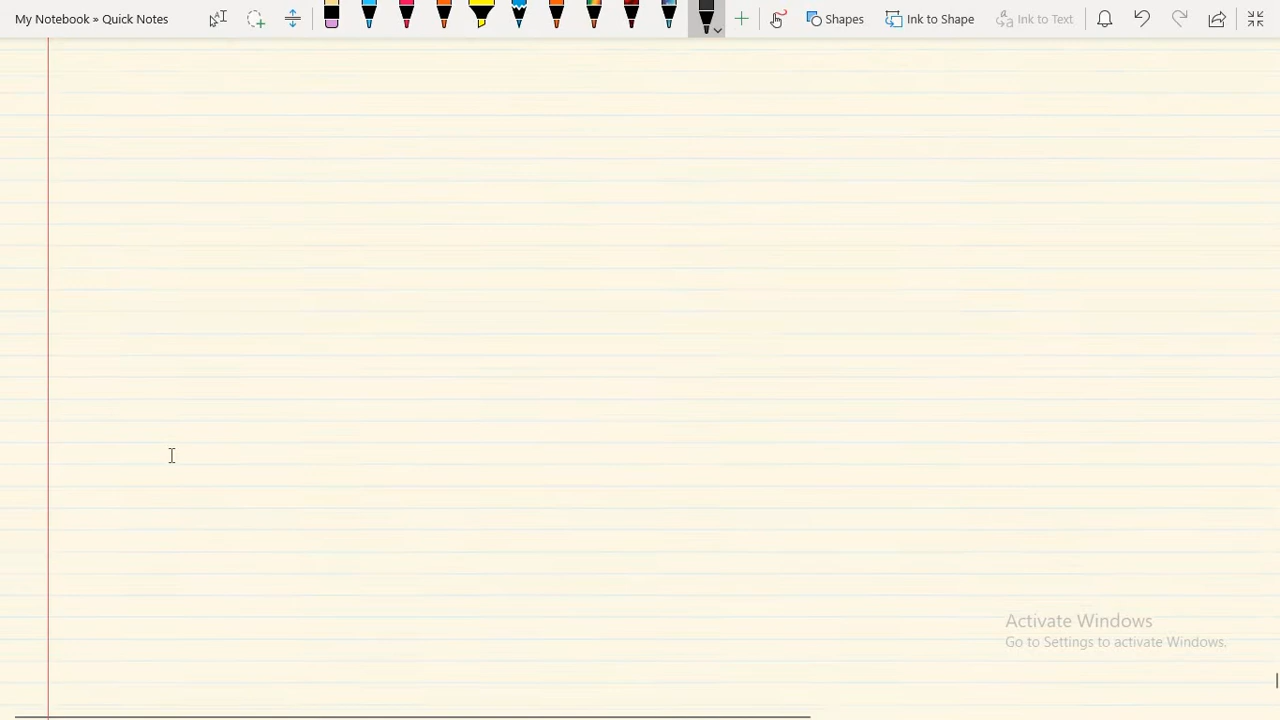 My Notebook » Quick Notes
Shapes
Ink to Shape
Ink to Text
Activate Windows
Go to Settings to activate Windows.